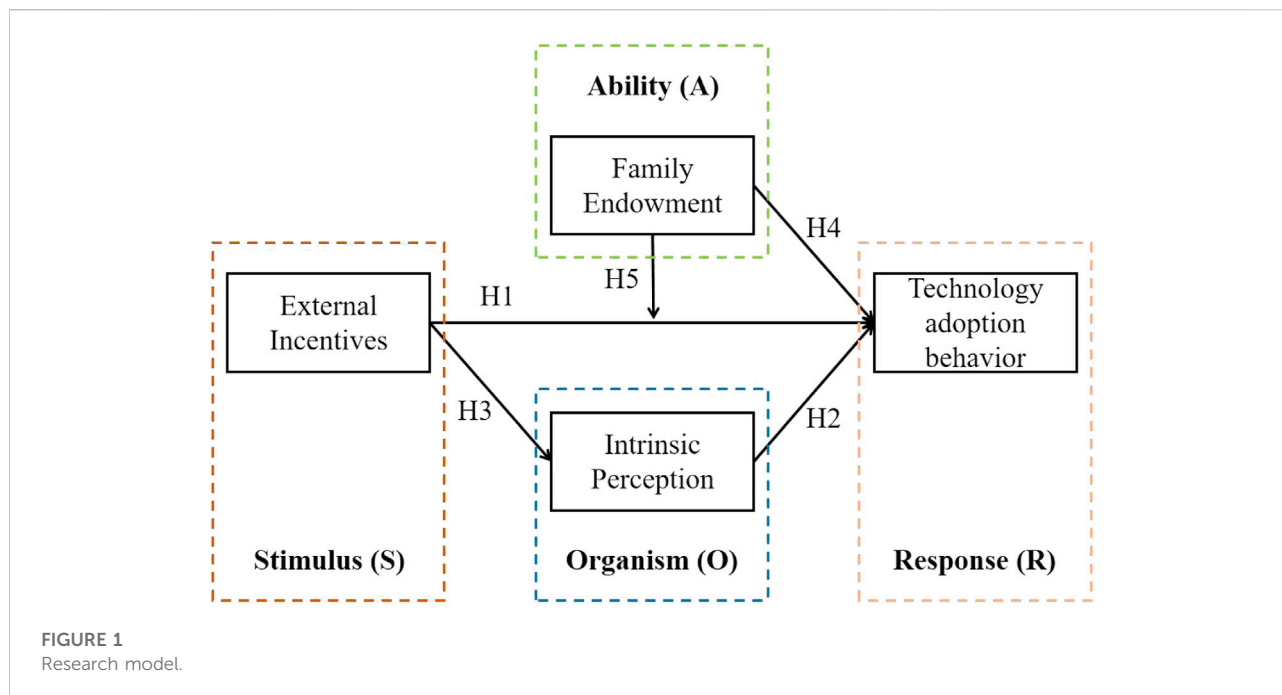 Ability (A)
Family
Endowment
H4
H5
External
Incentives
H1
Technology
adoption
behavior
H3
H2
Intrinsic
Perception
Stimulus (S)
Organism (O)
Response (R)
FIGURE 1
Research model.